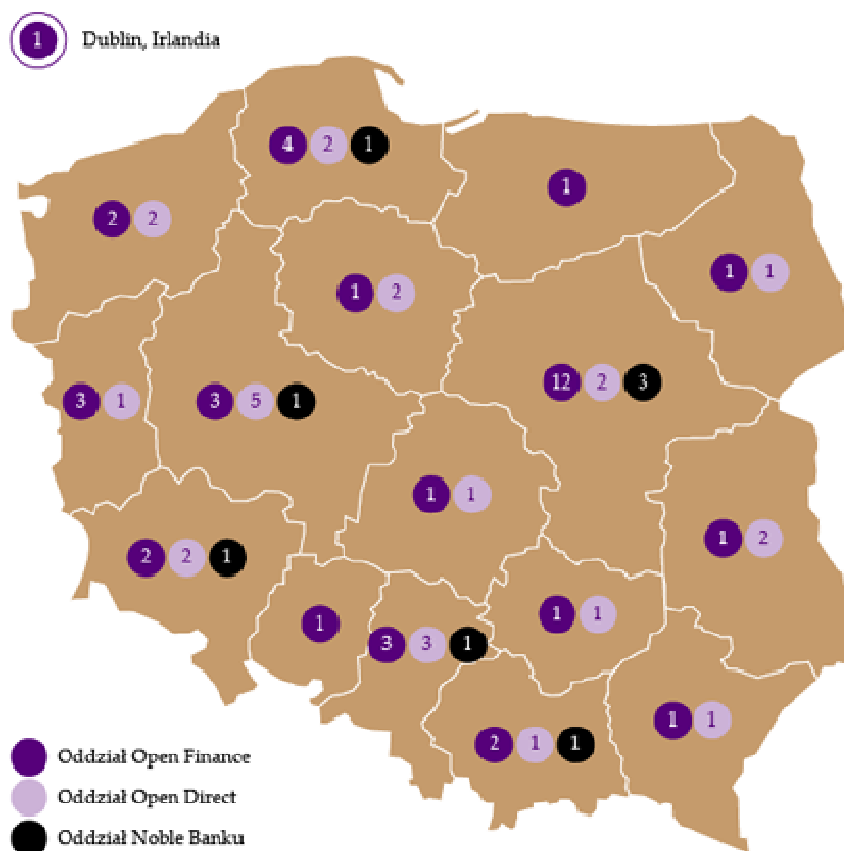 1 Dublin, Irlandia
4 2 1
1
2 2
1 1
1 2
12 2 3
3 1
3 5 1
1 1
1 2
2 2 1
1 1
1
3 3 1
1 1
2 1 1
Oddział Open Finance
Oddział Open Direct
Oddział Noble Banku